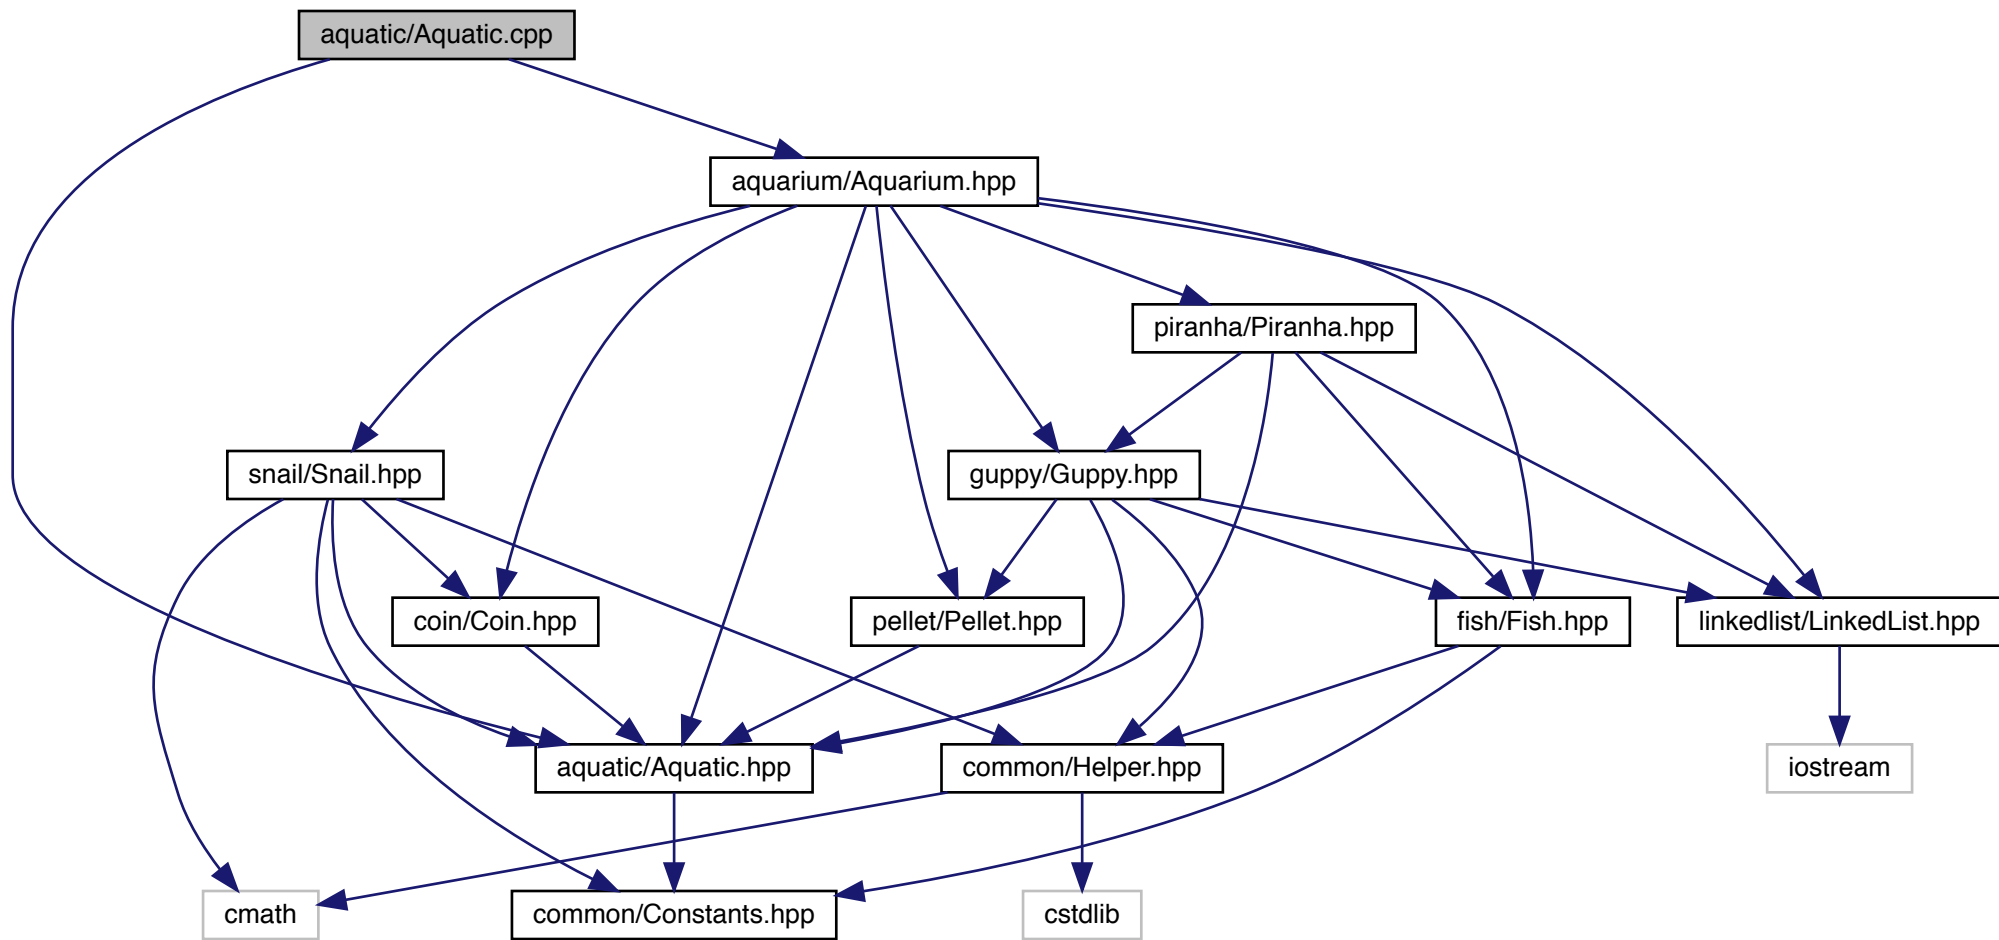 aquatic/Aquatic.cpp
aquarium/Aquarium.hpp
piranha/Piranha.hpp
snail/Snail.hpp
guppy/Guppy.hpp
coin/Coin.hpp
pellet/Pellet.hpp
fish/Fish.hpp
linkedlist/LinkedList.hpp
aquatic/Aquatic.hpp
common/Helper.hpp
iostream
cmath
common/Constants.hpp
cstdlib